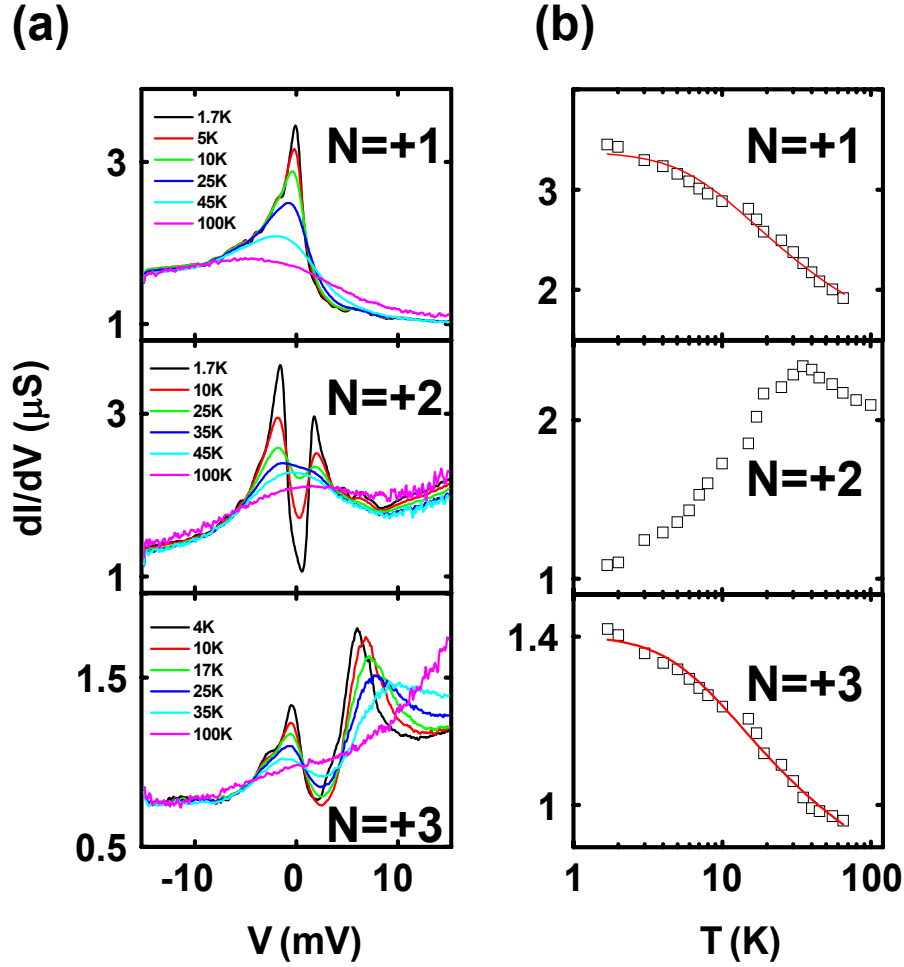 (a)
(b)
dI/dV (μS)
3
1
1.7K
5K
10K
25K
45K
100K
N=+1
3
1
1.7K
10K
25K
35K
45K
100K
N=+2
1.5
0.5
4K
10K
17K
25K
35K
100K
N=+3
-10
0
10
V (mV)
3
2
N=+1
2
1
N=+2
1.4
1
N=+3
1
10
100
T (K)